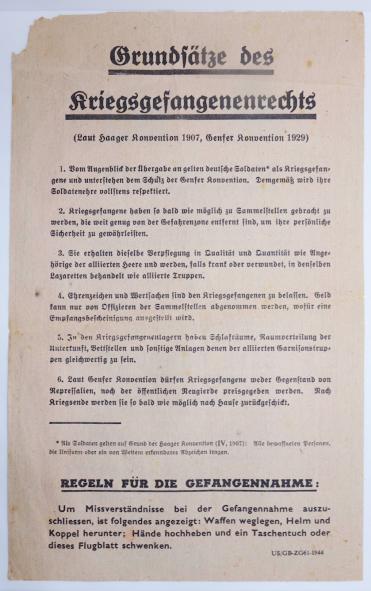 Grundsätze des
Kriegsgefangenenrechts
(Laut Haager Konvention 1907, Genfer Konvention 1929)
1. Vom Augenblick der Übergabe an gelten deutsche Soldaten* als Kriegsgefan-
gene und unterstehen dem Schutz der Genfer Konvention. Demgemäß wird ihre
Soldatenehre vollstens respektiert.
2. Kriegsgefangene haben so bald wie möglich zu Sammelstellen gebracht zu
werden, die weit genug von der Gefahrenzone entfernt sind, um ihre persönliche
Sicherheit zu gewährleisten.
3. Sie erhalten dieselbe Verpflegung in Qualität und Quantität wie Ange-
hörige der alliierten Heere und werden, falls krank oder verwundet, in denselben
Lazaretten behandelt wie alliierte Truppen.
4. Ehrenzeichen und Wertsachen sind den Kriegsgefangenen zu belassen. Geld
kann nur von Offizieren der Sammelstellen abgenommen werden, wofür eine
Empfangsbescheinigung ausgestellt wird.
5. In den Kriegsgefangenenlagern haben Schlafräume, Raumverteilung der
Unterkunft, Bettstellen und sonstige Anlagen denen der alliierten Garnisonstrup-
pen gleichwertig zu sein.
6. Laut Genfer Konvention dürfen Kriegsgefangene weder Gegenstand von
Repressalien, noch der öffentlichen Neugierde preisgegeben werden. Nach
Kriegsende werden sie so bald wie möglich nach Hause zurückgeschickt.
* Als Soldaten gelten auf Grund der Haager Konvention (IV, 1907): Alle bewaffneten Personen,
die Uniform oder ein von Weitem erkennbares Abzeichen tragen.
REGELN FÜR DIE GEFANGENNAHME:
Um Missverständnisse bei der Gefangennahme auszu-
schliessen, ist folgendes angezeigt: Waffen weglegen, Helm und
Koppel herunter; Hände hochheben und ein Taschentuch oder
dieses Flugblatt schwenken.
US/GB-ZG61-1944